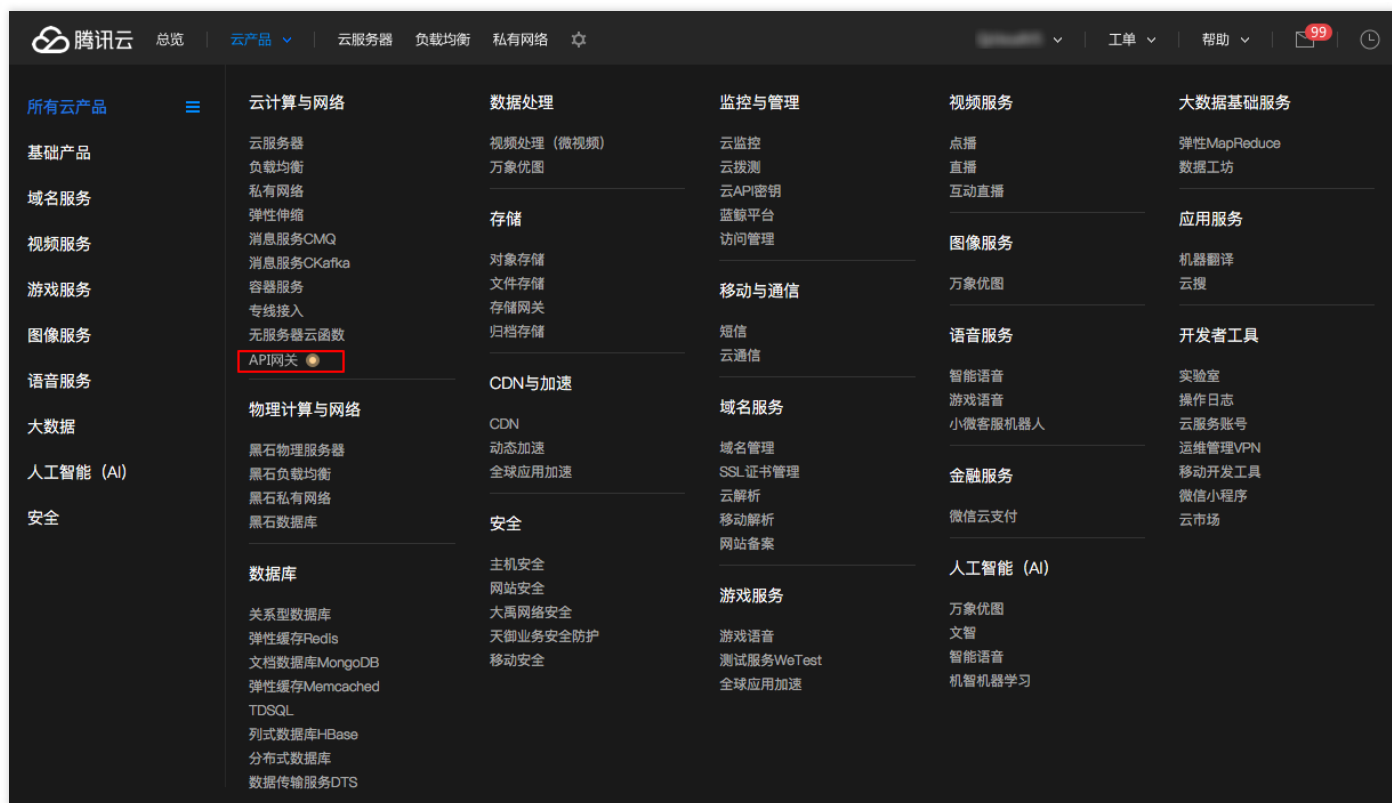 腾讯云 总览 云产品 云服务器 负载均衡 私有网络 工单 帮助 99
所有云产品
基础产品
域名服务
视频服务
游戏服务
图像服务
语音服务
大数据
人工智能（AI）
安全
云计算与网络
云服务器
负载均衡
私有网络
弹性伸缩
消息服务CMQ
消息服务CKafka
容器服务
专线接入
无服务器云函数
API网关
物理计算与网络
黑石物理服务器
黑石负载均衡
黑石私有网络
黑石数据库
数据库
关系型数据库
弹性缓存Redis
文档数据库MongoDB
弹性缓存Memcached
TDSQL
列式数据库HBase
分布式数据库
数据传输服务DTS
数据处理
视频处理（微视频）
万象优图
存储
对象存储
文件存储
存储网关
归档存储
CDN与加速
CDN
动态加速
全球应用加速
安全
主机安全
网站安全
大禹网络安全
天御业务安全防护
移动安全
监控与管理
云监控
云拨测
云API密钥
蓝鲸平台
访问管理
移动与通信
短信
云通信
域名服务
域名管理
SSL证书管理
云解析
移动解析
网站备案
游戏服务
游戏语音
测试服务WeTest
全球应用加速
视频服务
点播
直播
互动直播
图像服务
万象优图
语音服务
智能语音
游戏语音
小微客服机器人
金融服务
微信云支付
人工智能（AI）
万象优图
文智
智能语音
机智机器学习
大数据基础服务
弹性MapReduce
数据工坊
应用服务
机器翻译
云搜
开发者工具
实验室
操作日志
云服务账号
运维管理VPN
移动开发工具
微信小程序
云市场